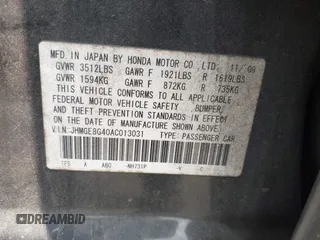 MFD. IN JAPAN BY HONDA MOTOR CO., LTD. 11/09
GVWR 3512LBS GAWR F 1921LBS R 1619LBS
GVWR 1594KG GAWR F 872KG R 735KG
THIS VEHICLE CONFORMS TO ALL APPLICABLE
FEDERAL MOTOR VEHICLE SAFETY, BUMPER,
AND THEFT PREVENTION STANDARDS IN EFFECT ON
THE DATE OF MANUFACTURE SHOWN ABOVE.
V.I.N: JHMGE8G40AC013031 TYPE: PASSENGER CAR
A A80 NH731P
DREAMBID